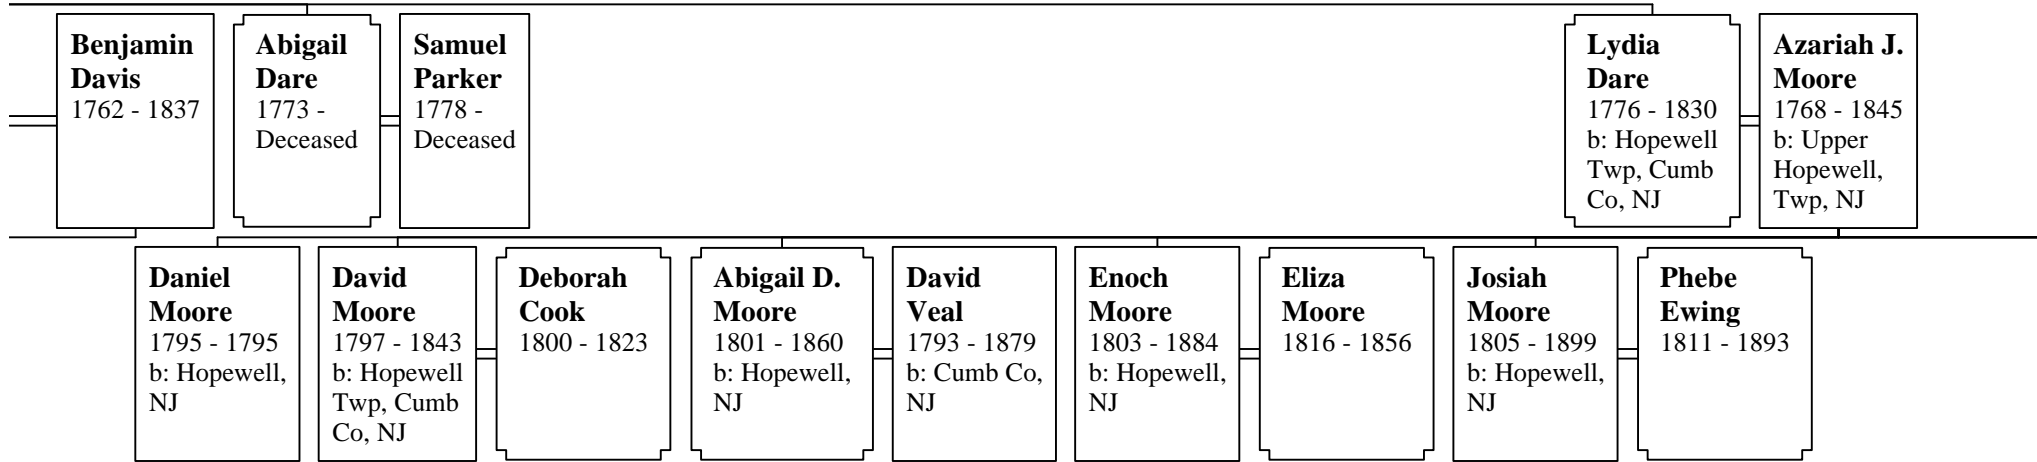 Benjamin
Davis
1762 - 1837
Abigail
Dare
1773 -
Deceased
Samuel
Parker
1778 -
Deceased
Lydia
Dare
1776 - 1830
b: Hopewell
Twp, Cumb
Co, NJ
Azariah J.
Moore
1768 - 1845
b: Upper
Hopewell,
Twp, NJ
Daniel
Moore
1795 - 1795
b: Hopewell,
NJ
David
Moore
1797 - 1843
b: Hopewell
Twp, Cumb
Co, NJ
Deborah
Cook
1800 - 1823
Abigail D.
Moore
1801 - 1860
b: Hopewell,
NJ
David
Veal
1793 - 1879
b: Cumb Co,
NJ
Enoch
Moore
1803 - 1884
b: Hopewell,
NJ
Eliza
Moore
1816 - 1856
Josiah
Moore
1805 - 1899
b: Hopewell,
NJ
Phebe
Ewing
1811 - 1893